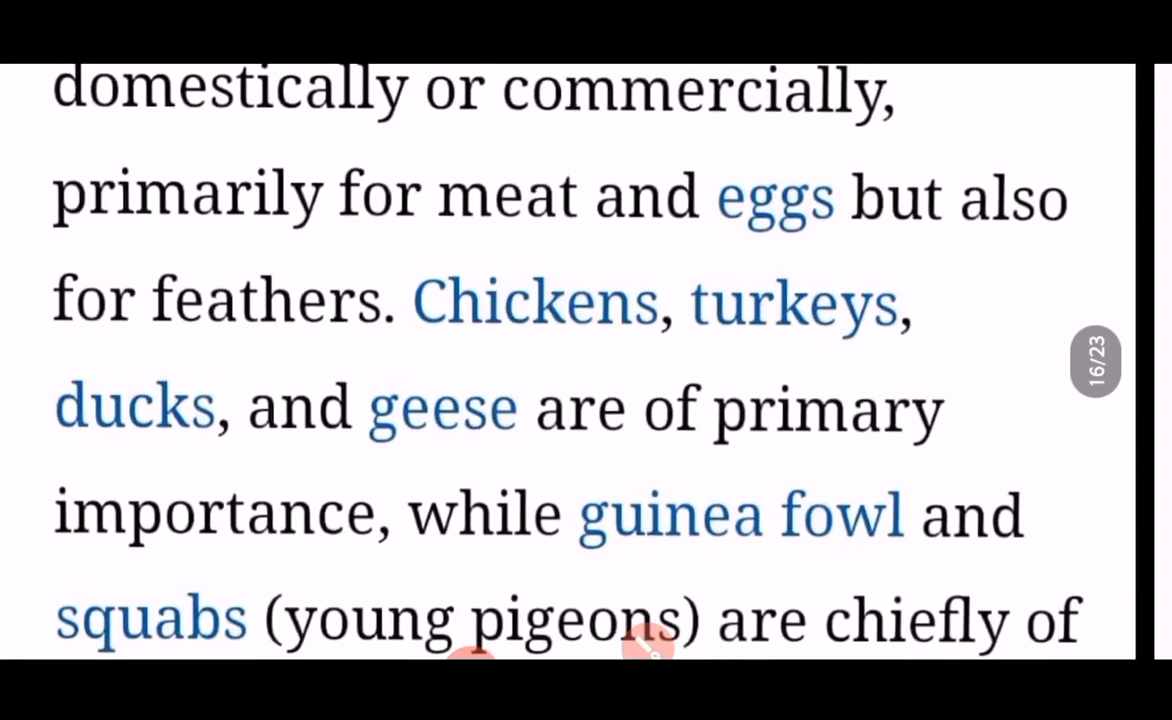 domestically or commercially,
primarily for meat and eggs but also
for feathers. Chickens, turkeys,
ducks, and geese are of primary
importance, while guinea fowl and
squabs (young pigeons) are chiefly of
16/23